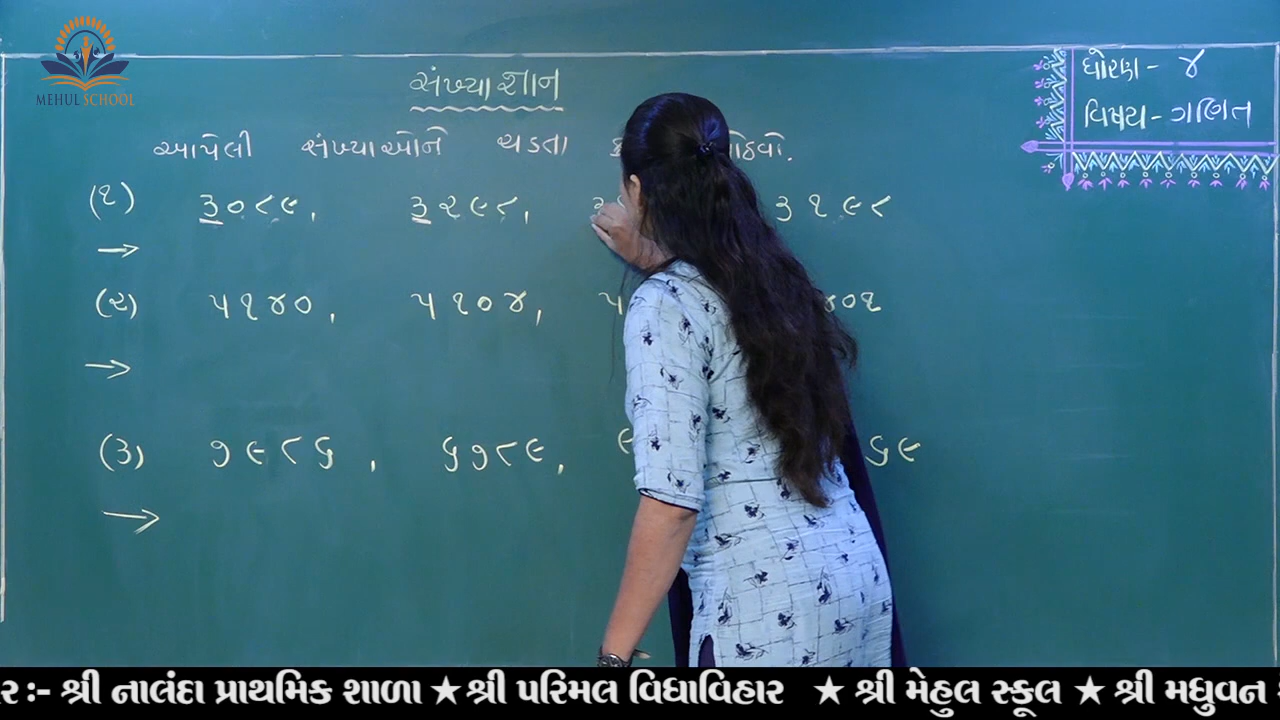 MEHUL SCHOOL
સંખ્યાજ્ઞાન
ધોરણ - ૪
વિષય - ગણિત
આપેલી સંખ્યાઓને ચડતા
(૧) ૩૦૮૯, ૩૨૯૮, ૩૧૯૮
→
(૨) ૫૧૪૦, ૫૧૦૪,
→
(૩) ૭૯૮૬, ૬૭૮૯,
→
:- શ્રી નાલંદા પ્રાથમિક શાળા ★ શ્રી પરિમલ વિદ્યાવિહાર ★ શ્રી મેહુલ સ્કૂલ ★ શ્રી મધુવન